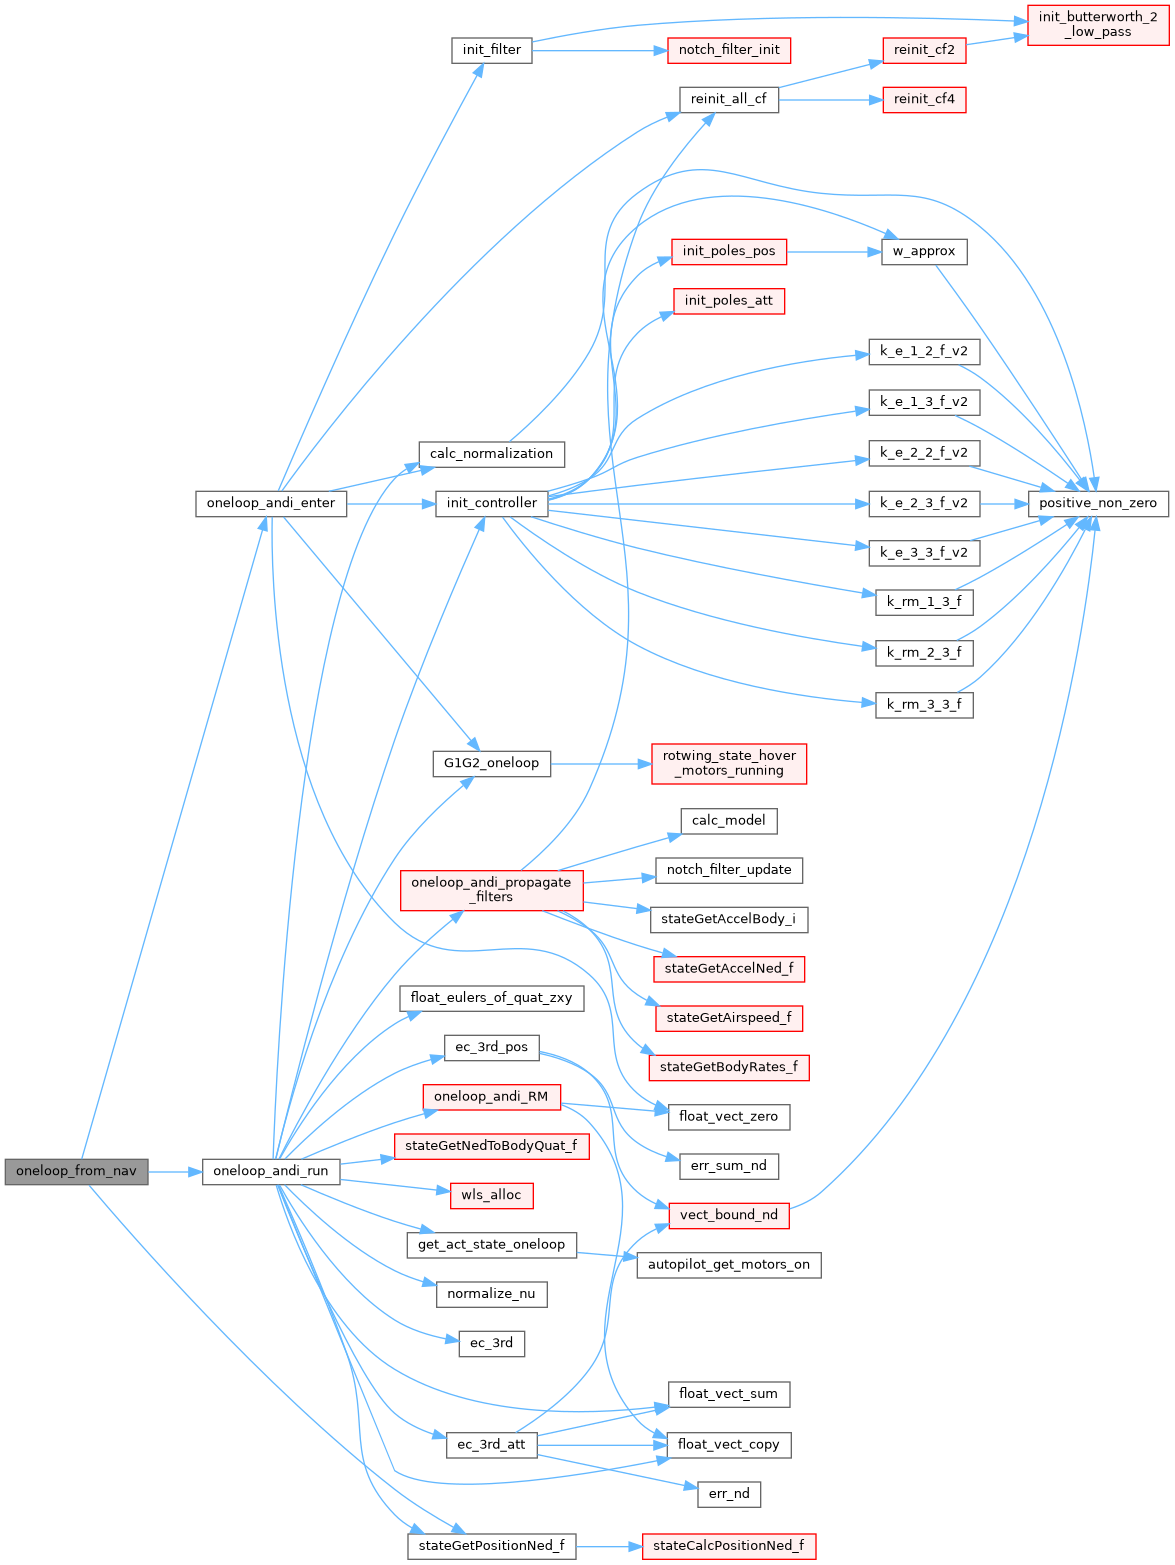 init_butterworth_2
_low_pass
init_filter
notch_filter_init
reinit_cf2
reinit_all_cf
reinit_cf4
init_poles_pos
w_approx
init_poles_att
k_e_1_2_f_v2
k_e_1_3_f_v2
calc_normalization
k_e_2_2_f_v2
oneloop_andi_enter
init_controller
k_e_2_3_f_v2
positive_non_zero
k_e_3_3_f_v2
k_rm_1_3_f
k_rm_2_3_f
k_rm_3_3_f
G1G2_oneloop
rotwing_state_hover
_motors_running
calc_model
oneloop_andi_propagate
_filters
notch_filter_update
stateGetAccelBody_i
stateGetAccelNed_f
float_eulers_of_quat_zxy
stateGetAirspeed_f
ec_3rd_pos
stateGetBodyRates_f
oneloop_andi_RM
float_vect_zero
stateGetNedToBodyQuat_f
oneloop_from_nav
oneloop_andi_run
err_sum_nd
wls_alloc
vect_bound_nd
get_act_state_oneloop
autopilot_get_motors_on
normalize_nu
ec_3rd
float_vect_sum
ec_3rd_att
float_vect_copy
err_nd
stateGetPositionNed_f
stateCalcPositionNed_f